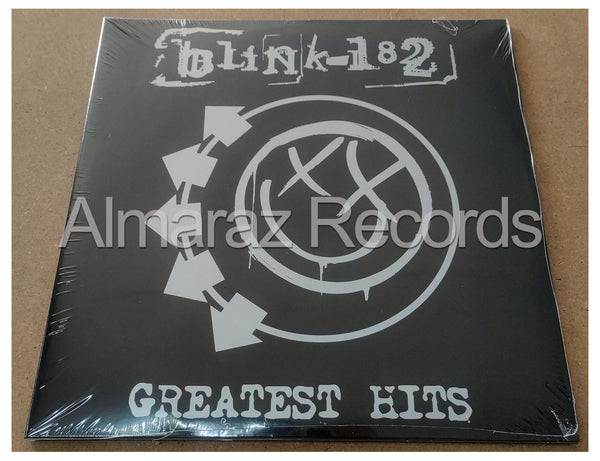 blink-182
Almaraz Records
GREATEST HITS